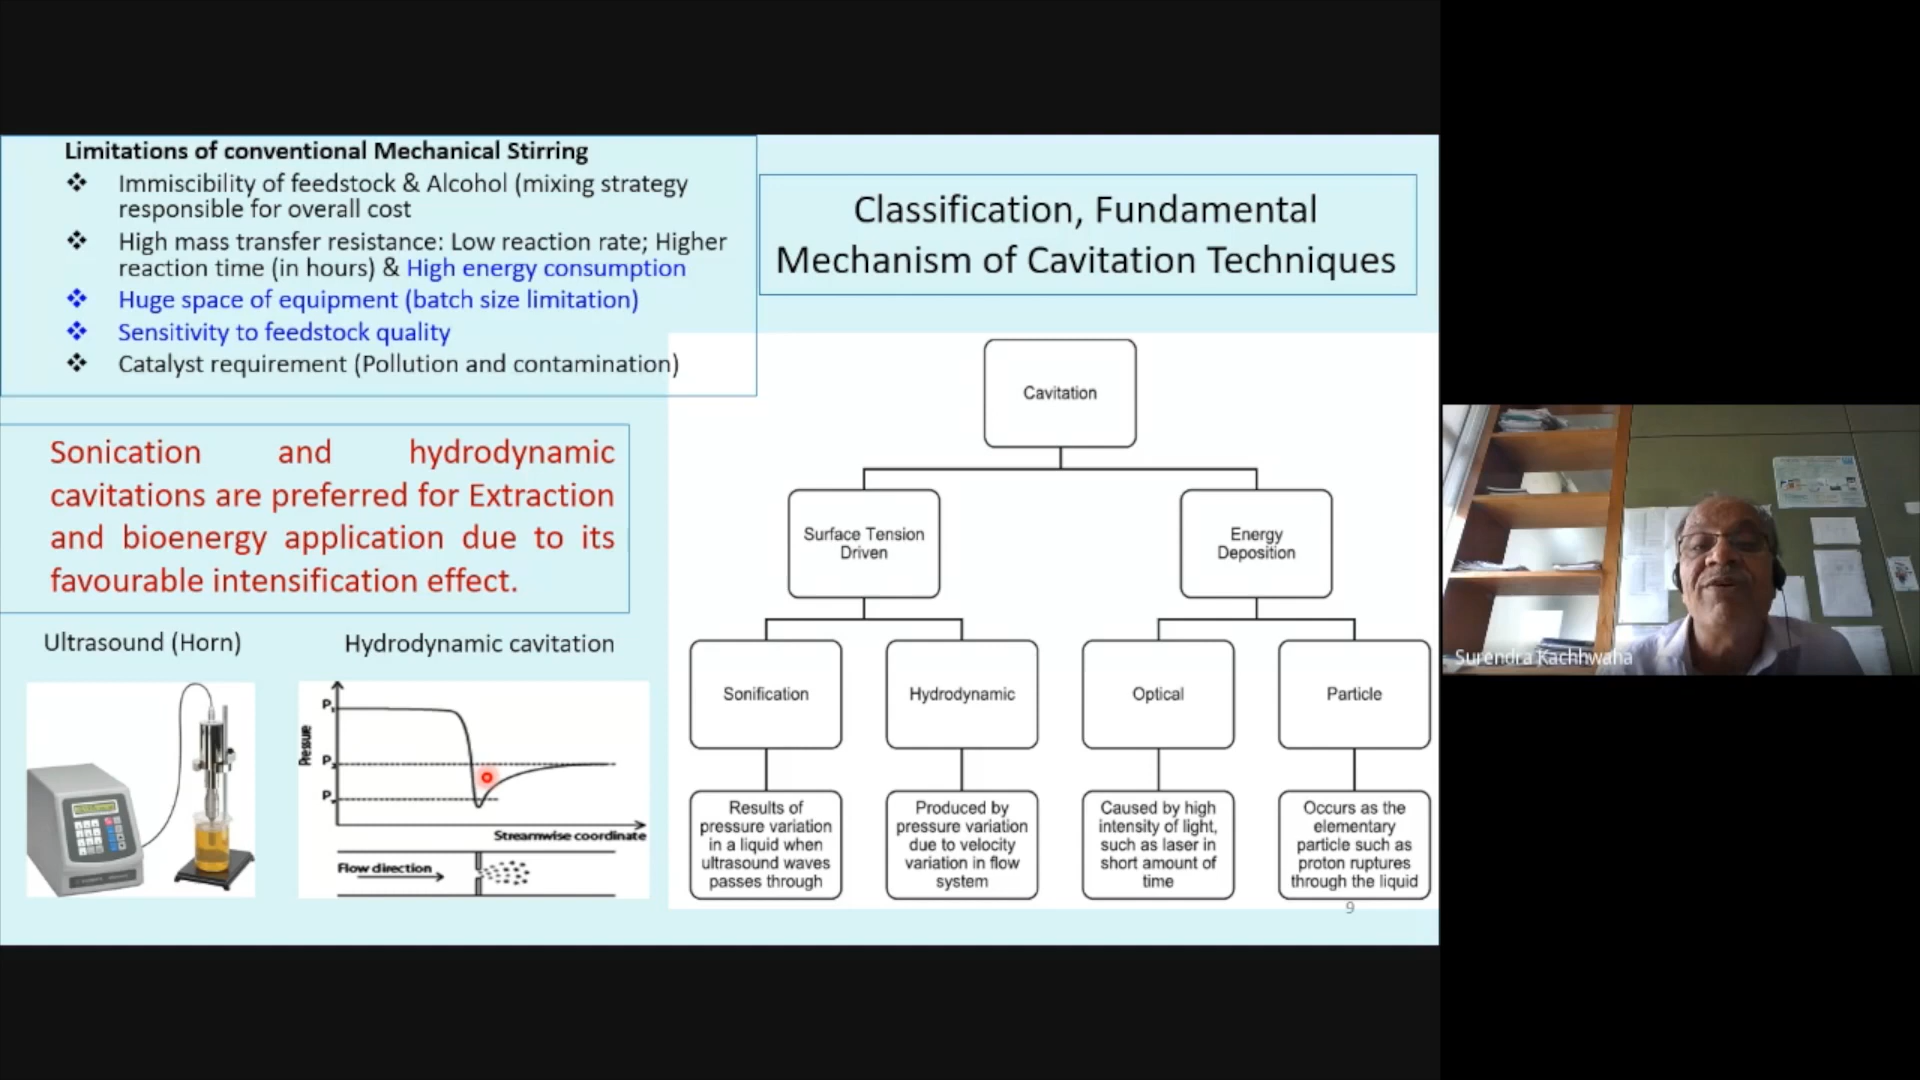 Limitations of conventional Mechanical Stirring
❖ Immiscibility of feedstock & Alcohol (mixing strategy
responsible for overall cost
❖ High mass transfer resistance: Low reaction rate; Higher
reaction time (in hours) & High energy consumption
❖ Huge space of equipment (batch size limitation)
❖ Sensitivity to feedstock quality
❖ Catalyst requirement (Pollution and contamination)
Classification, Fundamental
Mechanism of Cavitation Techniques
Sonication and hydrodynamic
cavitations are preferred for Extraction
and bioenergy application due to its
favourable intensification effect.
Ultrasound (Horn)
Hydrodynamic cavitation
Pressure
P
P
P
Streamwise coordinate
Flow direction
Cavitation
Surface Tension
Driven
Energy
Deposition
Sonification
Hydrodynamic
Optical
Particle
Results of
pressure variation
in a liquid when
ultrasound waves
passes through
Produced by
pressure variation
due to velocity
variation in flow
system
Caused by high
intensity of light,
such as laser in
short amount of
time
Occurs as the
elementary
particle such as
proton ruptures
through the liquid
9
Surendra Kachhwaha